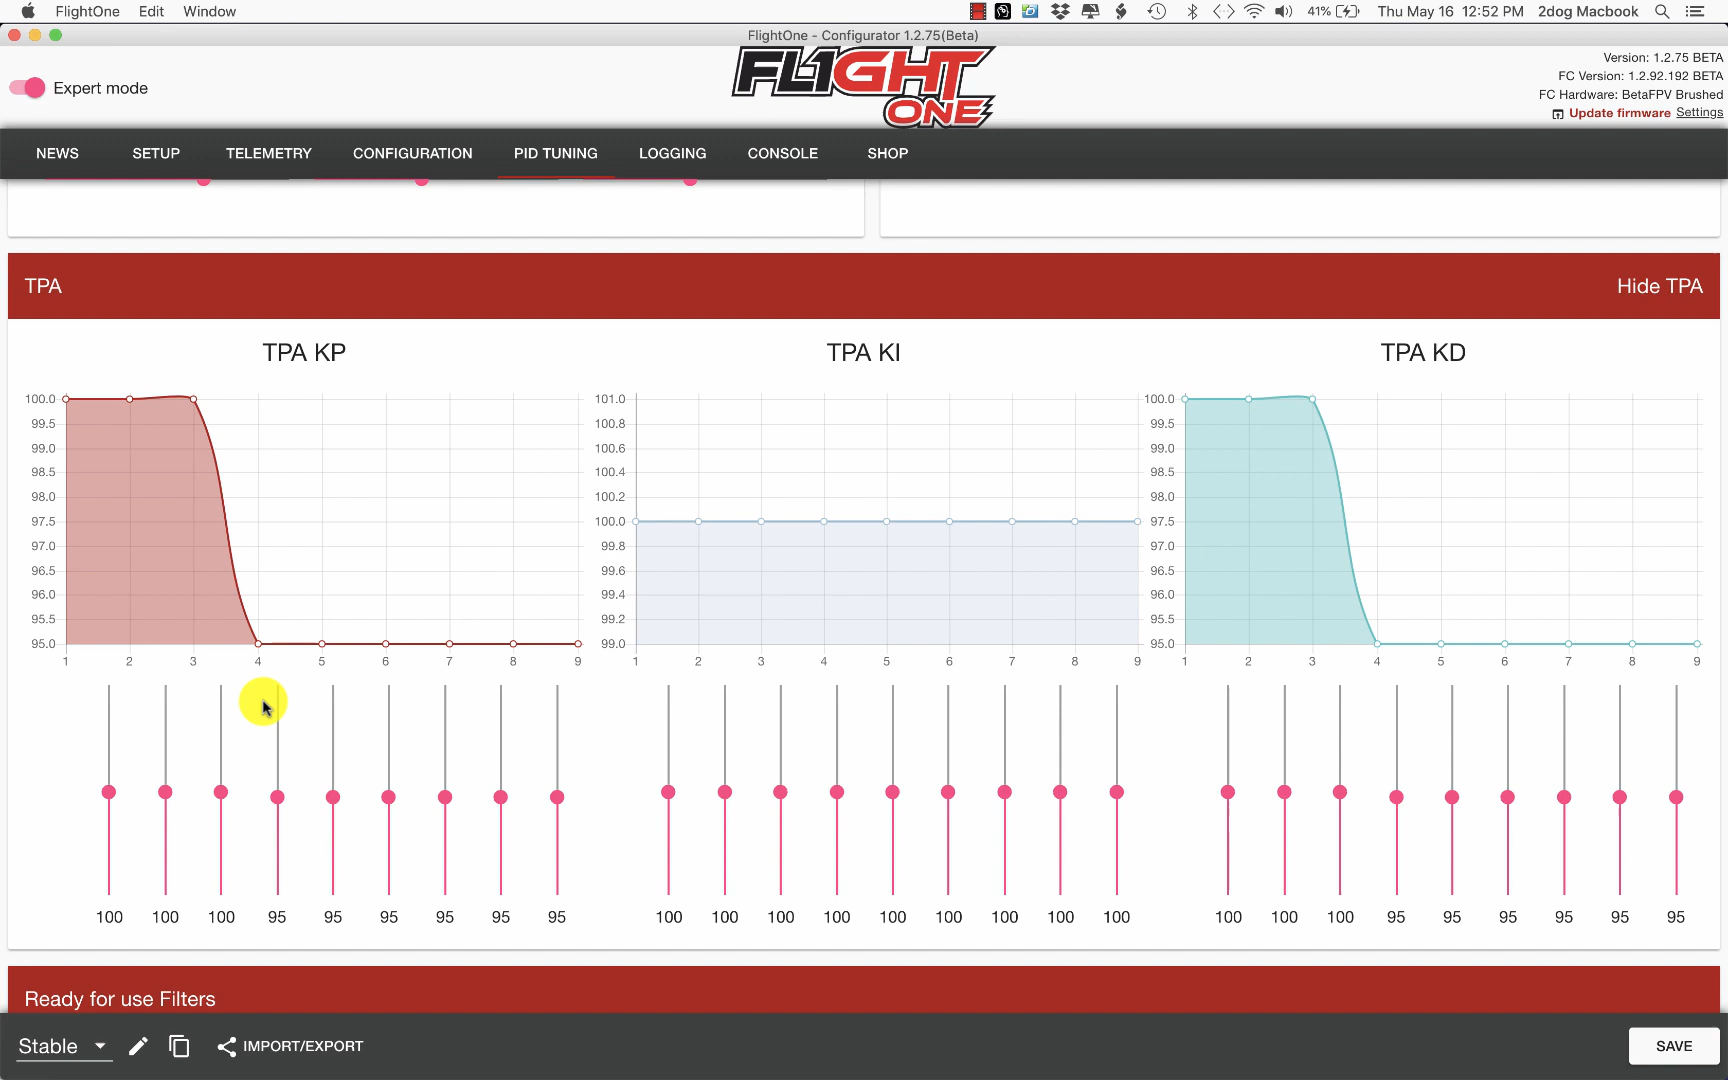 FlightOne Edit Window 41% Thu May 16 12:52 PM 2dog Macbook
FlightOne - Configurator 1.2.75(Beta)
Expert mode
FL1GHT
ONE
Version: 1.2.75 BETA
FC Version: 1.2.92.192 BETA
FC Hardware: BetaFPV Brushed
Update firmware Settings
NEWS SETUP TELEMETRY CONFIGURATION PID TUNING LOGGING CONSOLE SHOP
TPA Hide TPA
TPA KP
100.0
99.5
99.0
98.5
98.0
97.5
97.0
96.5
96.0
95.5
95.0
1 2 3 4 5 6 7 8 9
100 100 100 95 95 95 95 95 95
TPA KI
101.0
100.8
100.6
100.4
100.2
100.0
99.8
99.6
99.4
99.2
99.0
1 2 3 4 5 6 7 8 9
100 100 100 100 100 100 100 100 100
TPA KD
100.0
99.5
99.0
98.5
98.0
97.5
97.0
96.5
96.0
95.5
95.0
1 2 3 4 5 6 7 8 9
100 100 100 95 95 95 95 95 95
Ready for use Filters
Stable IMPORT/EXPORT SAVE